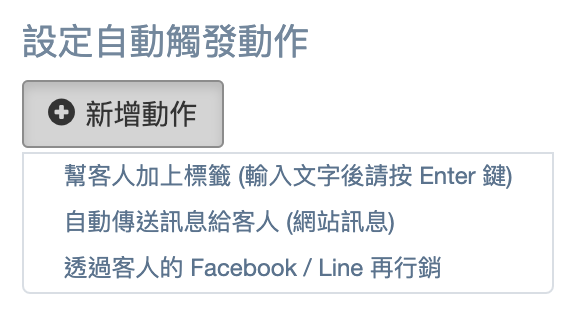 設定自動觸發動作
新增動作
幫客人加上標籤 (輸入文字後請按 Enter 鍵)
自動傳送訊息給客人 (網站訊息)
透過客人的 Facebook / Line 再行銷